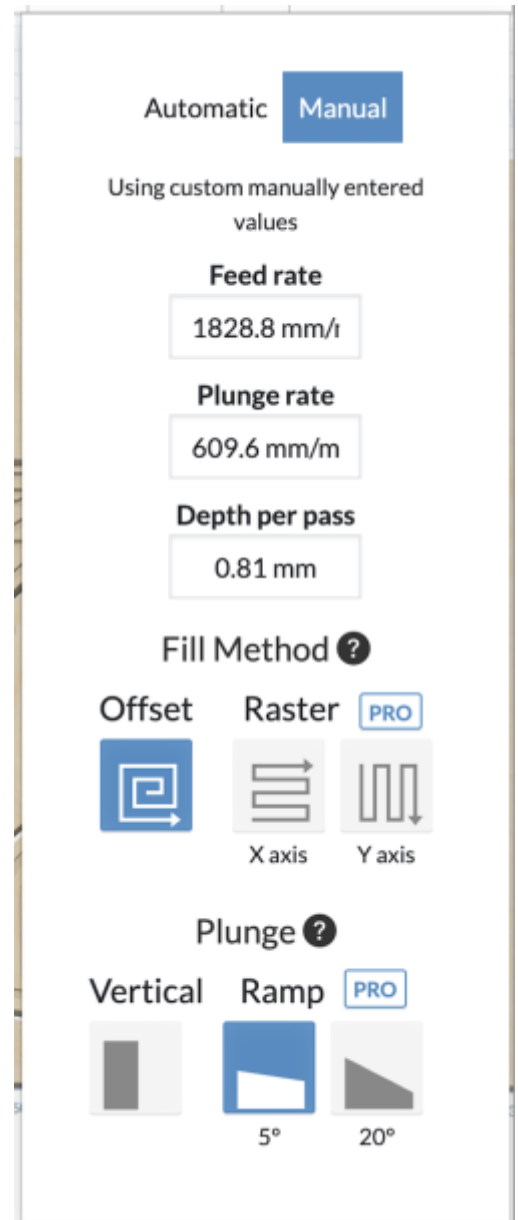 Automatic Manual
Using custom manually entered
values
Feed rate
1828.8 mm/
Plunge rate
609.6 mm/m
Depth per pass
0.81 mm
Fill Method ?
Offset Raster PRO
X axis Y axis
Plunge ?
Vertical Ramp PRO
5° 20°